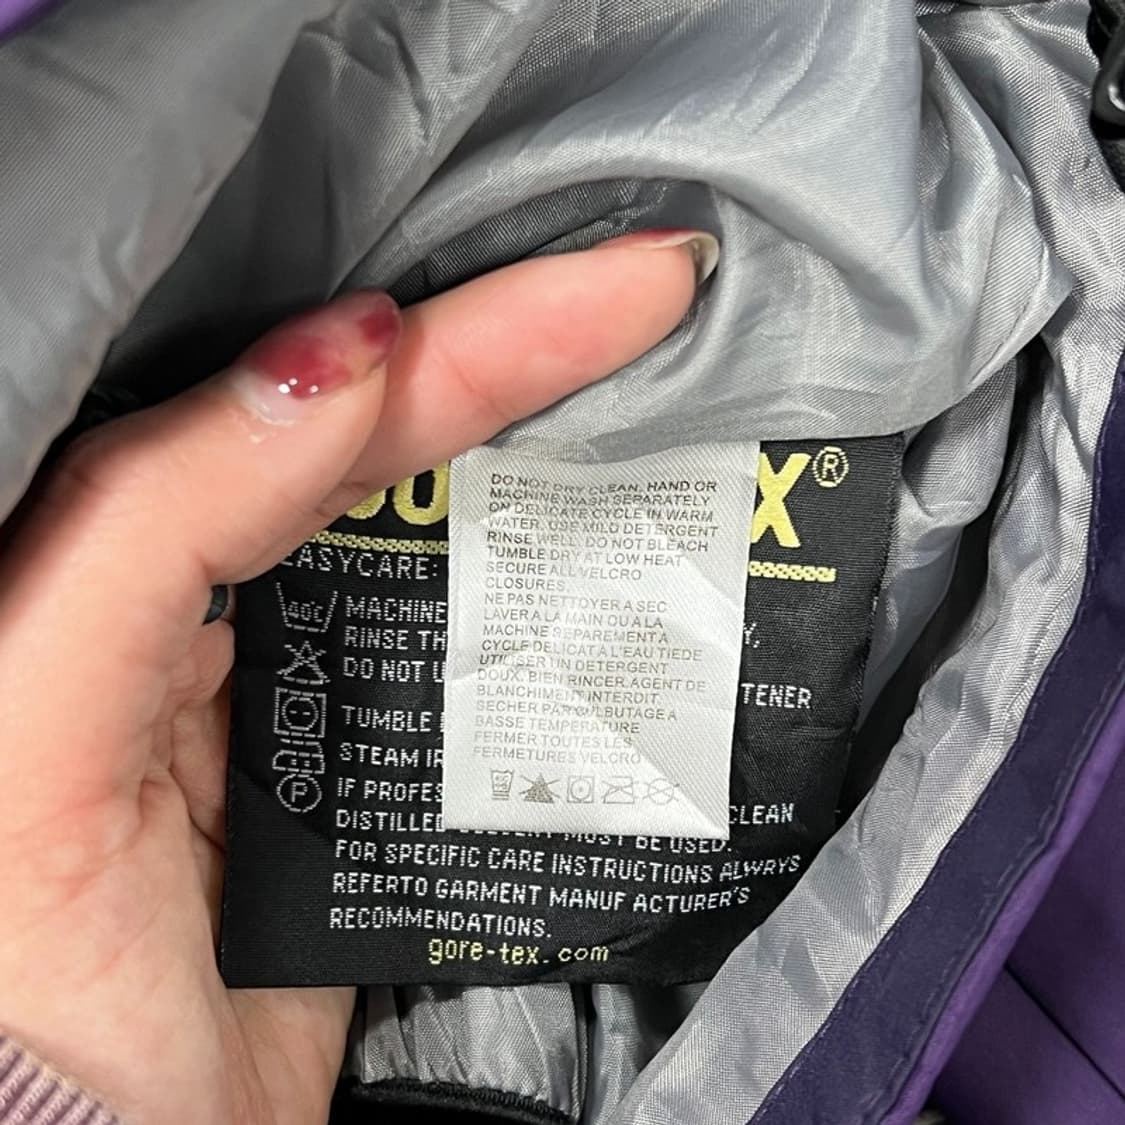 X®
EASYCARE:
40°C MACHINE
RINSE TH
DO NOT U
TENER
TUMBLE
STEAM IR
P IF PROFES
CLEAN
DISTILLED MUST BE USED.
FOR SPECIFIC CARE INSTRUCTIONS ALWRYS
REFERTO GARMENT MANUF ACTURER'S
RECOMMENDATIONS.
gore-tex. com
DO NOT DRY CLEAN. HAND OR
MACHINE WASH SEPARATELY
ON DELICATE CYCLE IN WARM
WATER. USE MILD DETERGENT
RINSE WELL. DO NOT BLEACH
TUMBLE DRY AT LOW HEAT
SECURE ALL VELCRO
CLOSURES
NE PAS NETTOYER A SEC
LAVER A LA MAIN OU A LA
MACHINE SEPAREMENT A
CYCLE DELICAT A L'EAU TIEDE
UTILISER UN DETERGENT
DOUX. BIEN RINCER. AGENT DE
BLANCHIMENT INTERDIT.
SECHER PAR CULBUTAGE A
BASSE TEMPERATURE
FERMER TOUTES LES
FERMETURES VELCRO